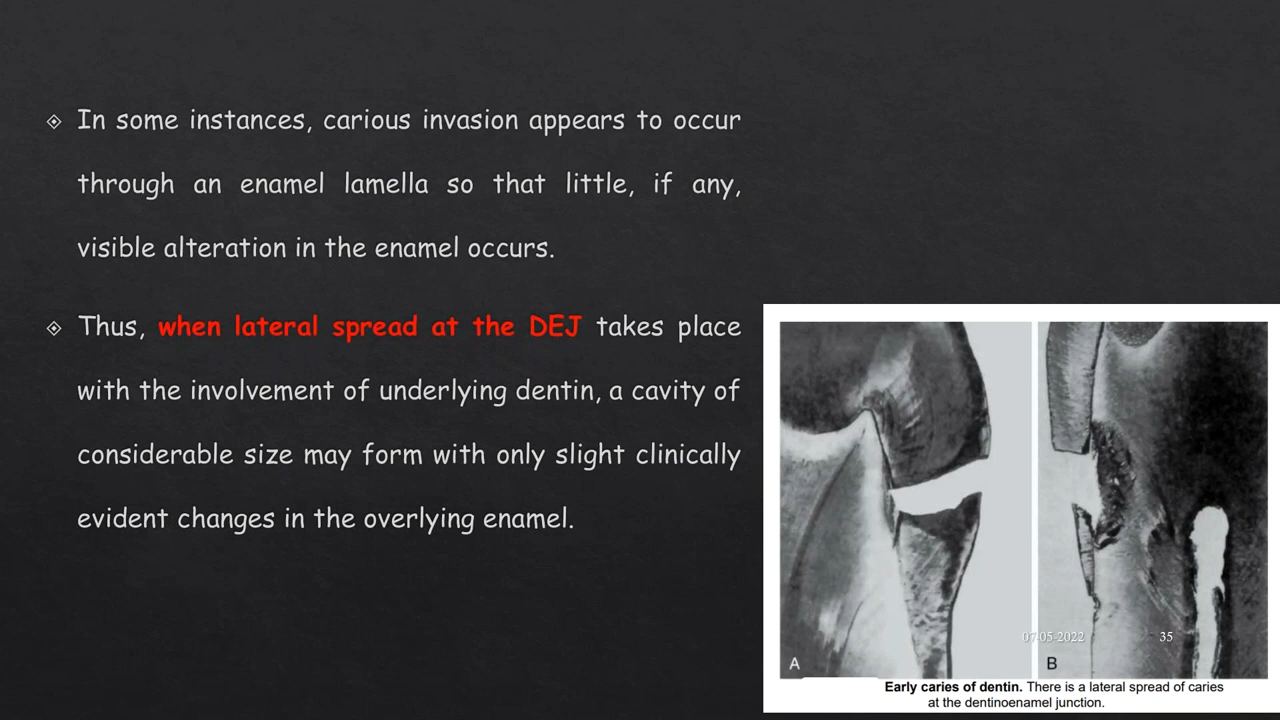 In some instances, carious invasion appears to occur
through an enamel lamella so that little, if any,
visible alteration in the enamel occurs.
Thus, when lateral spread at the DEJ takes place
with the involvement of underlying dentin, a cavity of
considerable size may form with only slight clinically
evident changes in the overlying enamel.
07-05-2022
35
A
B
Early caries of dentin. There is a lateral spread of caries
at the dentinoenamel junction.